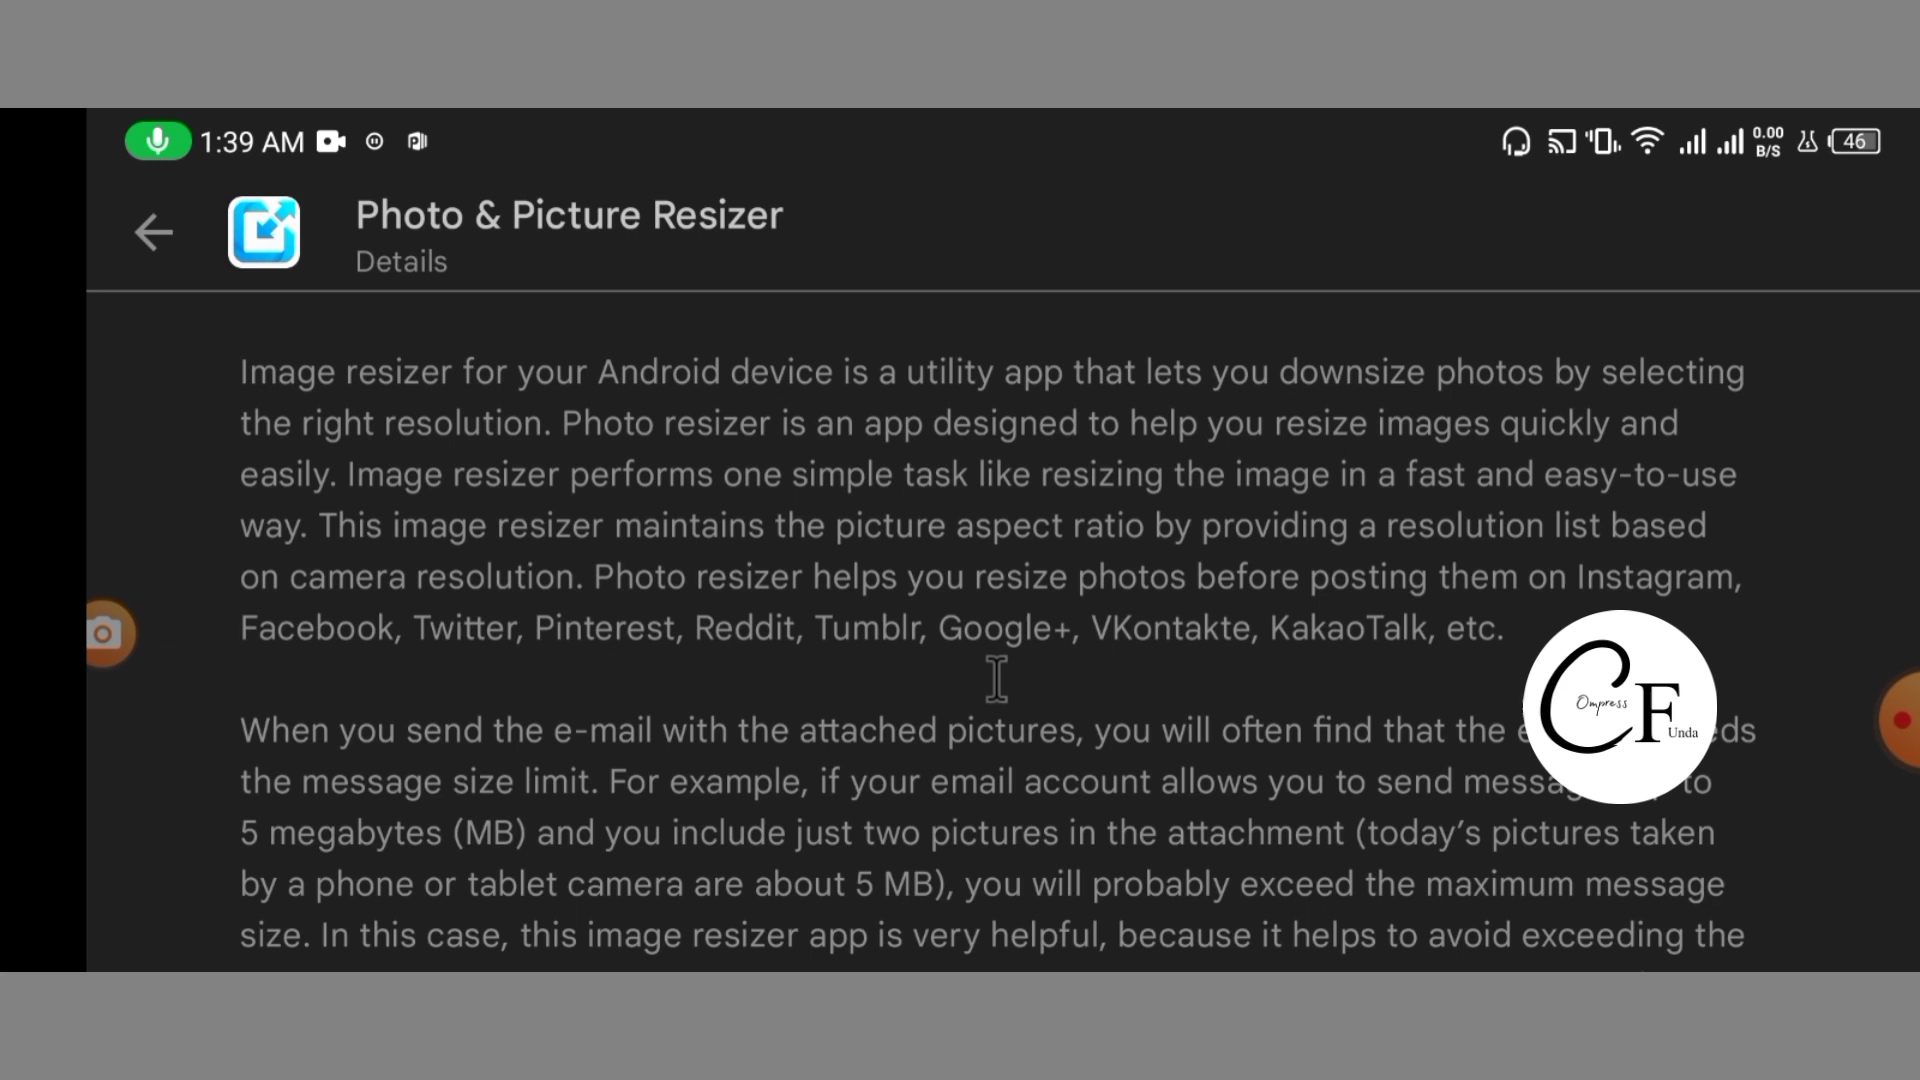 1:39 AM
0.00
B/S
46
Photo & Picture Resizer
Details
Image resizer for your Android device is a utility app that lets you downsize photos by selecting
the right resolution. Photo resizer is an app designed to help you resize images quickly and
easily. Image resizer performs one simple task like resizing the image in a fast and easy-to-use
way. This image resizer maintains the picture aspect ratio by providing a resolution list based
on camera resolution. Photo resizer helps you resize photos before posting them on Instagram,
Facebook, Twitter, Pinterest, Reddit, Tumblr, Google+, VKontakte, KakaoTalk, etc.
When you send the e-mail with the attached pictures, you will often find that the
the message size limit. For example, if your email account allows you to send to
5 megabytes (MB) and you include just two pictures in the attachment (today’s pictures taken
by a phone or tablet camera are about 5 MB), you will probably exceed the maximum message
size. In this case, this image resizer app is very helpful, because it helps to avoid exceeding the
C
Ompress
F
Unda